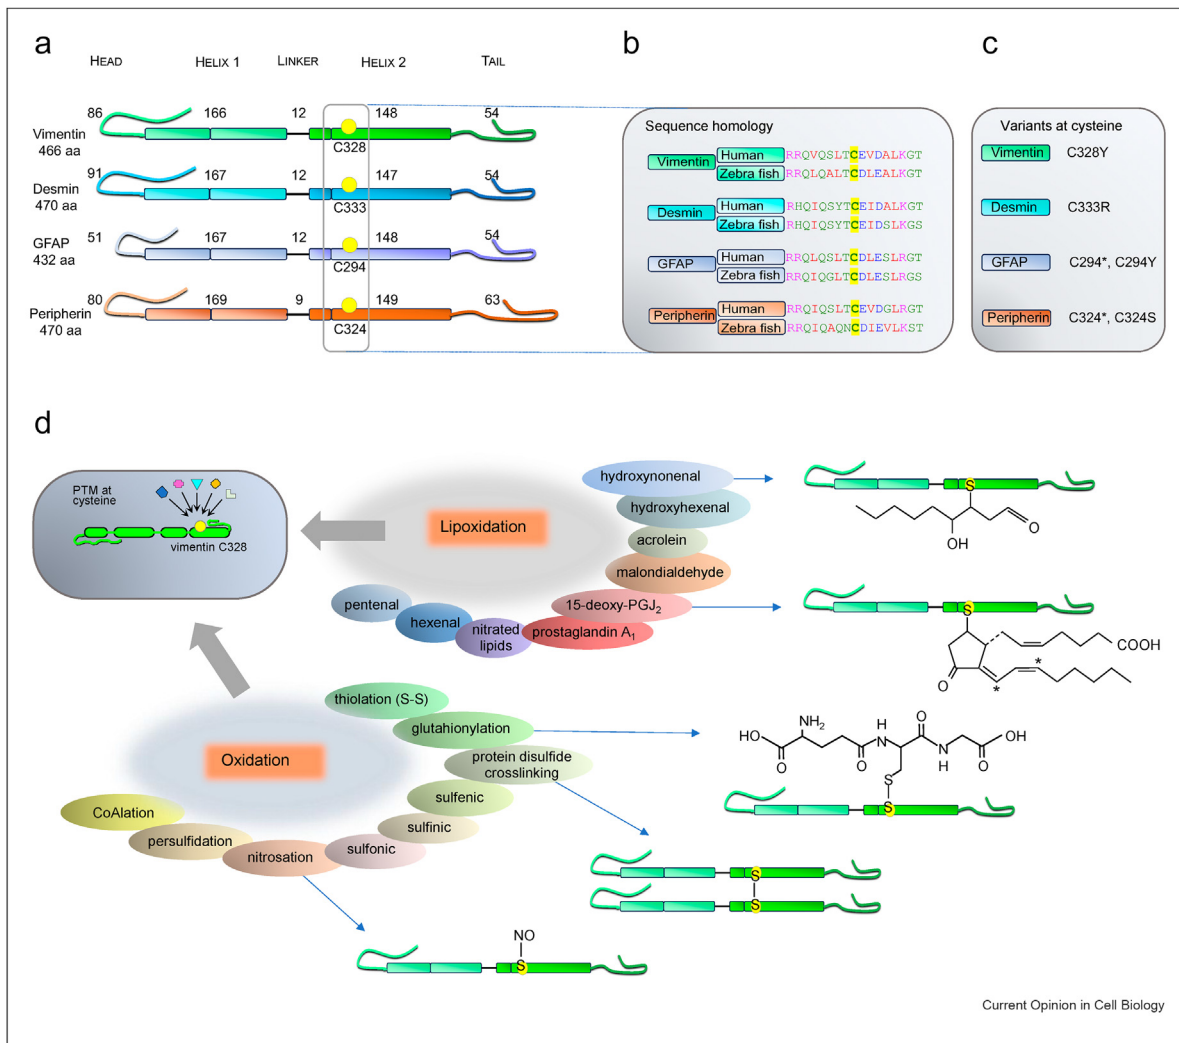 a
HEAD HELIX 1 LINKER HELIX 2 TAIL
86 166 12 148 54
Vimentin
466 aa
C328
91 167 12 147 54
Desmin
470 aa
C333
51 167 12 148 54
GFAP
432 aa
C294
80 169 9 149 63
Peripherin
470 aa
C324
b
Sequence homology
Vimentin
Human RRQVQSLTCEVDALKGT
Zebra fish RRQLQALTCDLEALKGT
Desmin
Human RHQIQSYTCEIDALKGT
Zebra fish RHQIQSYTCEIDSLKGS
GFAP
Human RRQLQSLTCDLESLRGT
Zebra fish RRQIQGLTCDLESLRGT
Peripherin
Human RRQIQSLTCEVDGLRGT
Zebra fish RRQIQAQNCDIEVLKST
c
Variants at cysteine
Vimentin C328Y
Desmin C333R
GFAP C294*, C294Y
Peripherin C324*, C324S
d
PTM at
cysteine
vimentin C328
Lipoxidation
hydroxynonenal
hydroxyhexenal
acrolein
malondialdehyde
15-deoxy-PGJ2
prostaglandin A1
nitrated
lipids
hexenal
pentenal
S
O
OH
S
COOH
O
*
*
Oxidation
thiolation (S-S)
glutahionylation
protein disulfide
crosslinking
sulfenic
sulfinic
sulfonic
nitrosation
persulfidation
CoAlation
NH2
HO
O
O
H
N
O
N
H
O
OH
S
S
S
S
NO
S
Current Opinion in Cell Biology